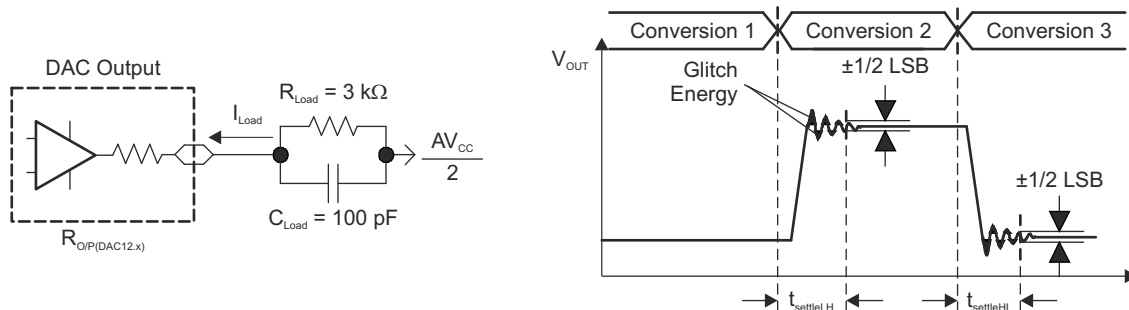 DAC Output
R_Load = 3 kΩ
I_Load
AV_CC
2
C_Load = 100 pF
R_O/P(DAC12.x)
Conversion 1
Conversion 2
Conversion 3
V_OUT
Glitch
Energy
±1/2 LSB
±1/2 LSB
t_settleLH
t_settleHL